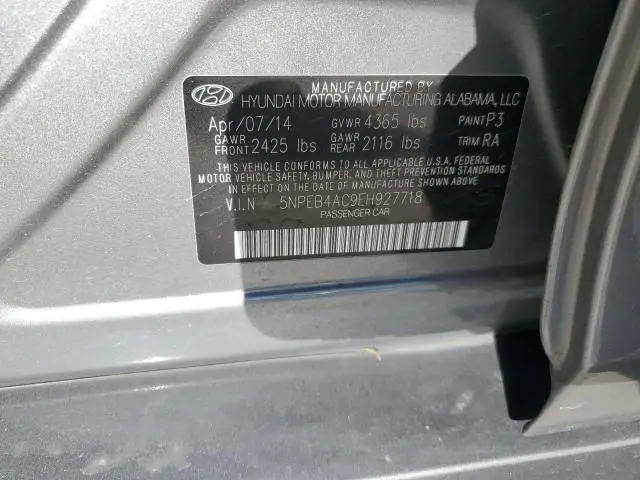 MANUFACTURED BY
HYUNDAI MOTOR MANUFACTURING ALABAMA, LLC
Apr/07/14 GVWR 4365 lbs PAINT P3
GAWR FRONT 2425 lbs GAWR REAR 2116 lbs TRIM RA
THIS VEHICLE CONFORMS TO ALL APPLICABLE U.S.A. FEDERAL
MOTOR VEHICLE SAFETY, BUMPER, AND THEFT PREVENTION STANDARDS
IN EFFECT ON THE DATE OF MANUFACTURE SHOWN ABOVE.
V.I.N 5NPEB4AC9EH927718
PASSENGER CAR